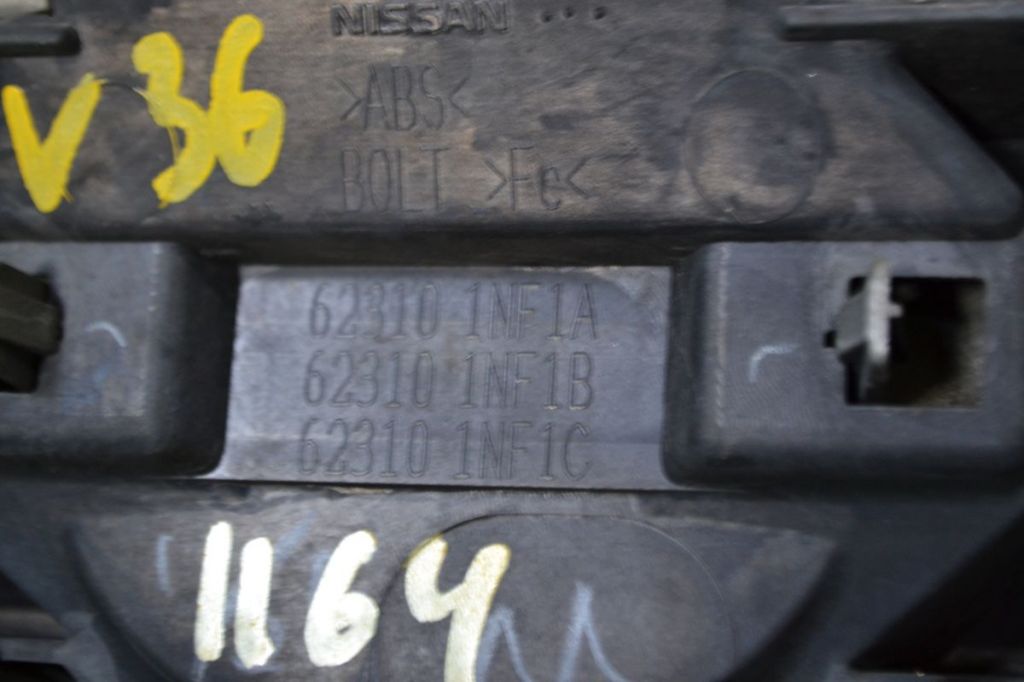 NISSAN
V36
>ABS<
BOLT >Fe<
62310 1NF1A
62310 1NF1B
62310 1NF1C
1164